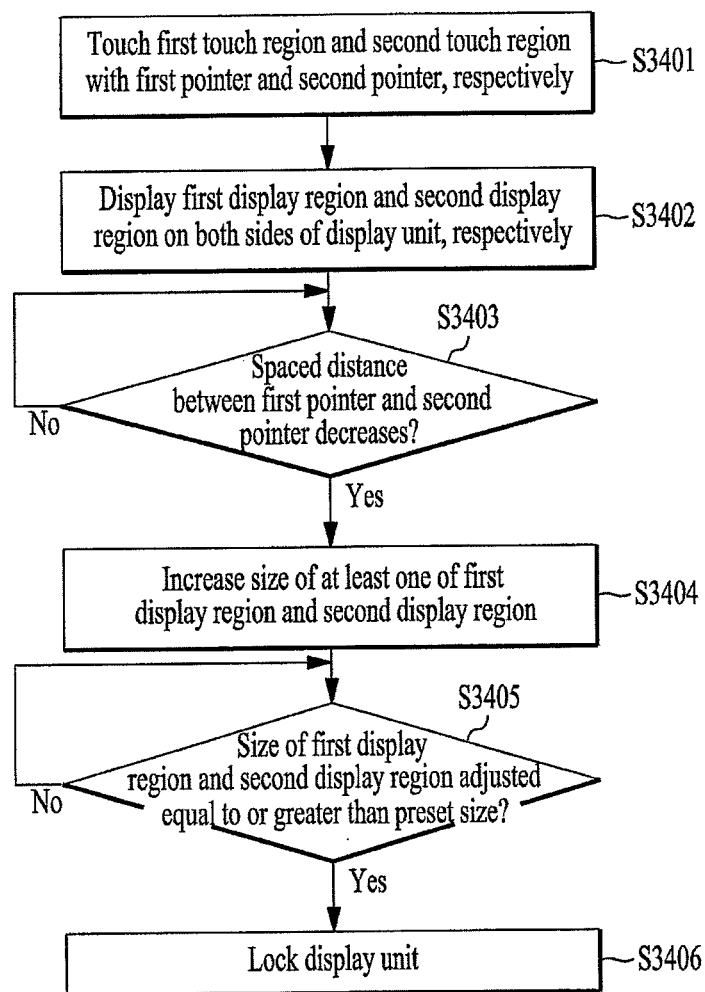 Touch first touch region and second touch region
with first pointer and second pointer, respectively
S3401
Display first display region and second display
region on both sides of display unit, respectively
S3402
S3403
Spaced distance
between first pointer and second
pointer decreases?
No
Yes
Increase size of at least one of first
display region and second display region
S3404
S3405
Size of first display
region and second display region adjusted
equal to or greater than preset size?
No
Yes
Lock display unit
S3406